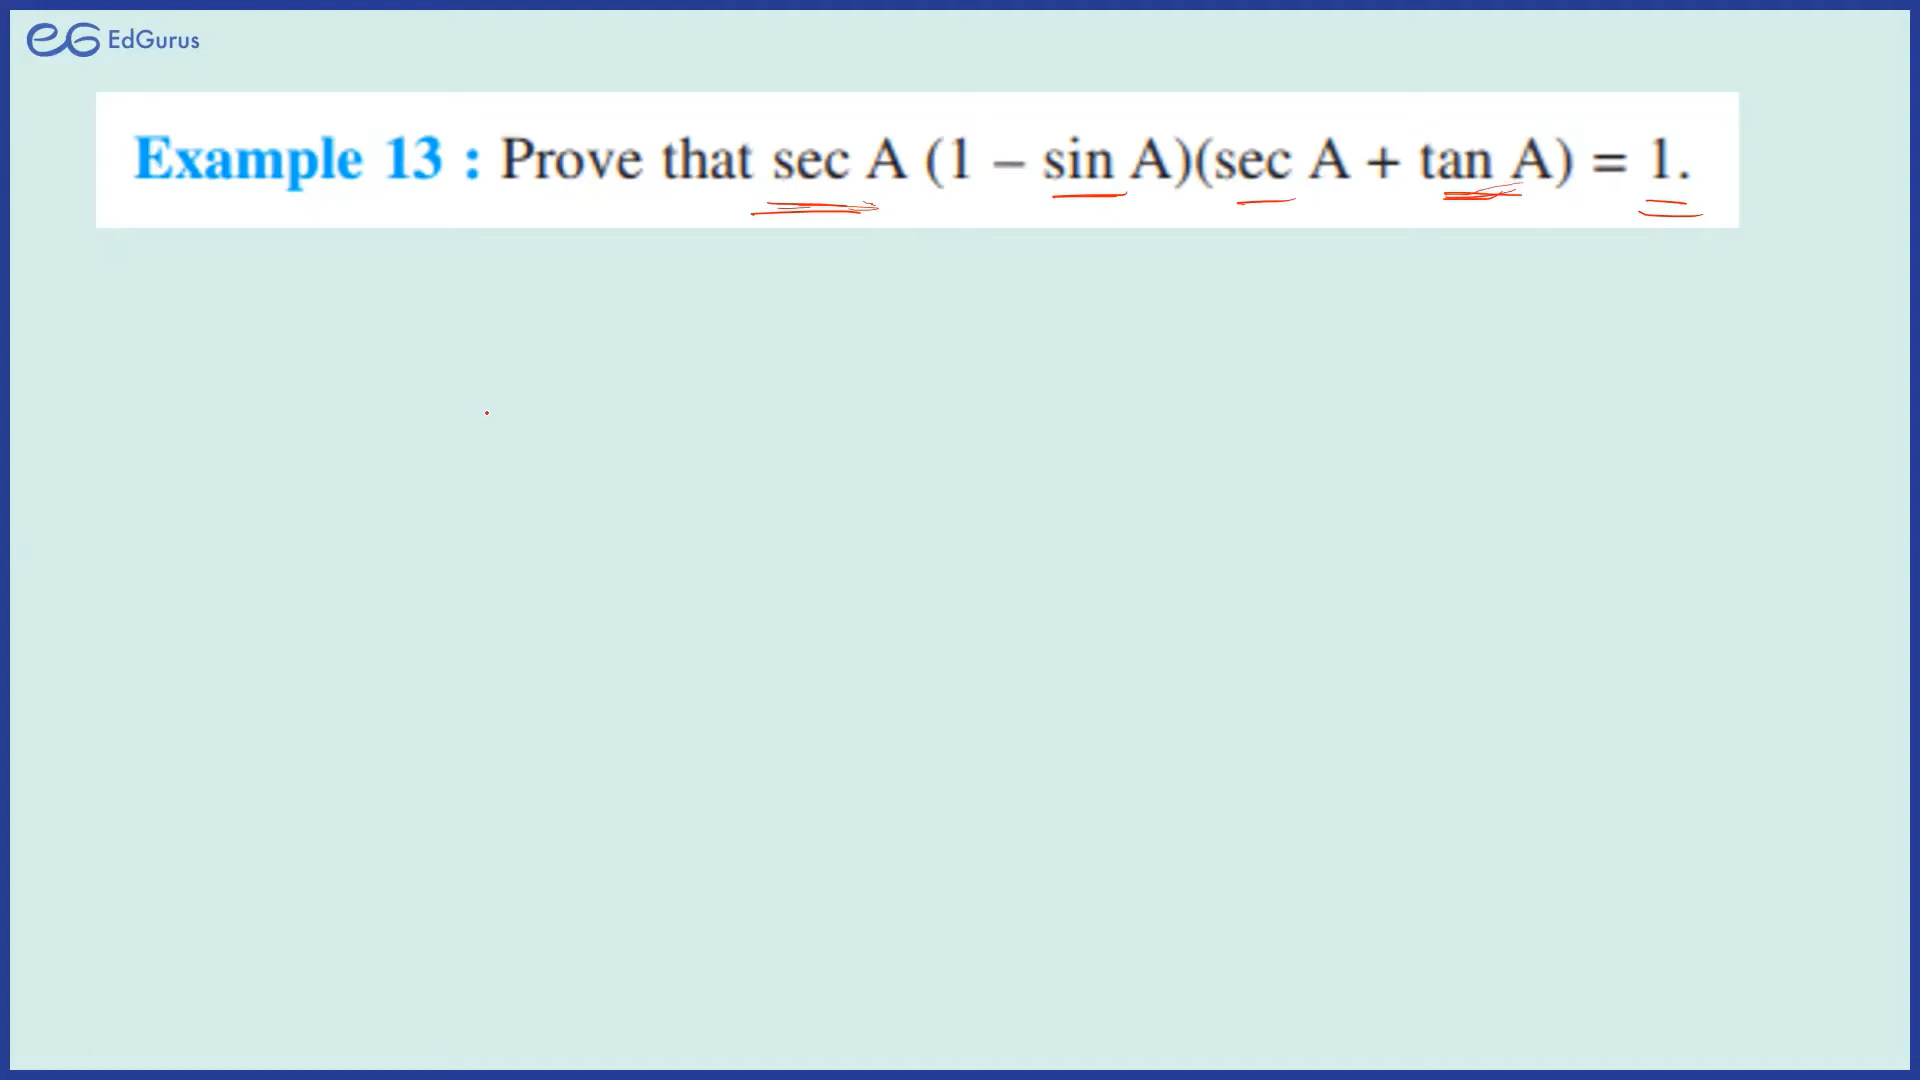 EdGurus
Example 13 : Prove that sec A (1 – sin A)(sec A + tan A) = 1.